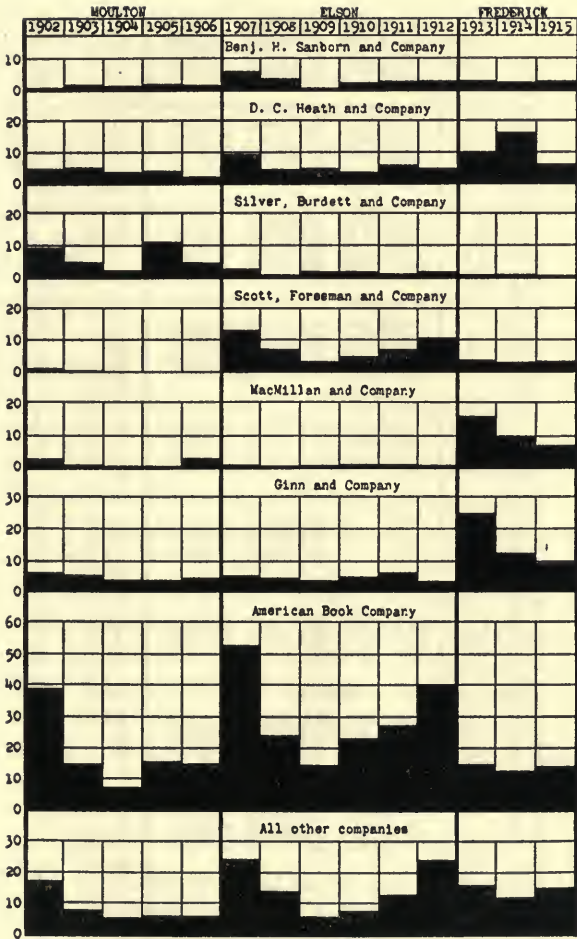 MOULTON ELSON FREDERICK
1902 1903 1904 1905 1906 1907 1908 1909 1910 1911 1912 1913 1914 1915
Benj. H. Sanborn and Company
10
0
D. C. Heath and Company
20
10
0
Silver, Burdett and Company
20
10
0
Scott, Foresman and Company
20
10
0
MacMillan and Company
20
10
0
Ginn and Company
30
20
10
0
American Book Company
60
50
40
30
20
10
0
All other companies
30
20
10
0